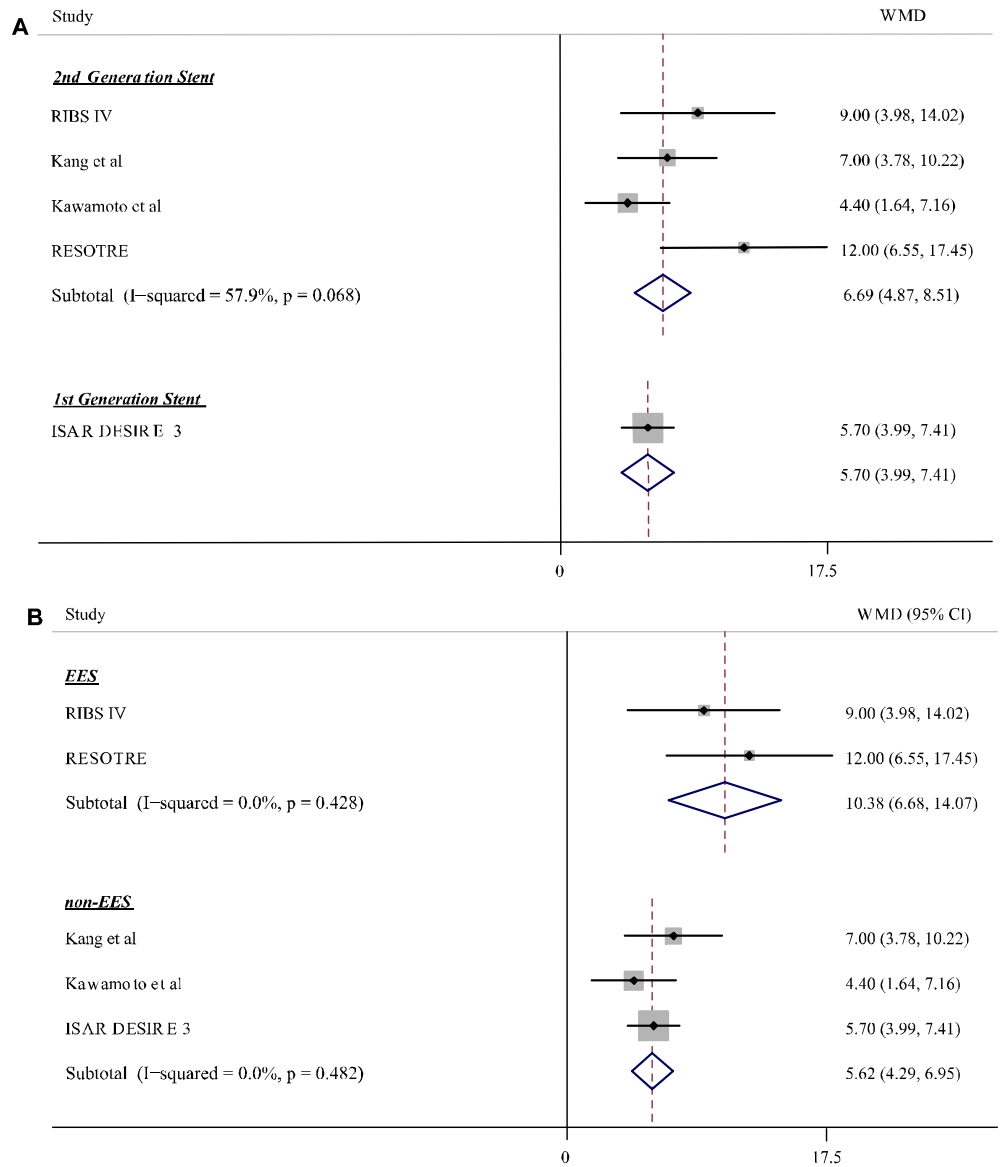 A
Study WMD
2nd Generation Stent
RIBS IV 9.00 (3.98, 14.02)
Kang et al 7.00 (3.78, 10.22)
Kawamoto et al 4.40 (1.64, 7.16)
RESOTRE 12.00 (6.55, 17.45)
Subtotal (I−squared = 57.9%, p = 0.068) 6.69 (4.87, 8.51)
1st Generation Stent
ISAR DESIRE 3 5.70 (3.99, 7.41)
5.70 (3.99, 7.41)
0 17.5
B
Study WMD (95% CI)
EES
RIBS IV 9.00 (3.98, 14.02)
RESOTRE 12.00 (6.55, 17.45)
Subtotal (I−squared = 0.0%, p = 0.428) 10.38 (6.68, 14.07)
non-EES
Kang et al 7.00 (3.78, 10.22)
Kawamoto et al 4.40 (1.64, 7.16)
ISAR DESIRE 3 5.70 (3.99, 7.41)
Subtotal (I−squared = 0.0%, p = 0.482) 5.62 (4.29, 6.95)
0 17.5